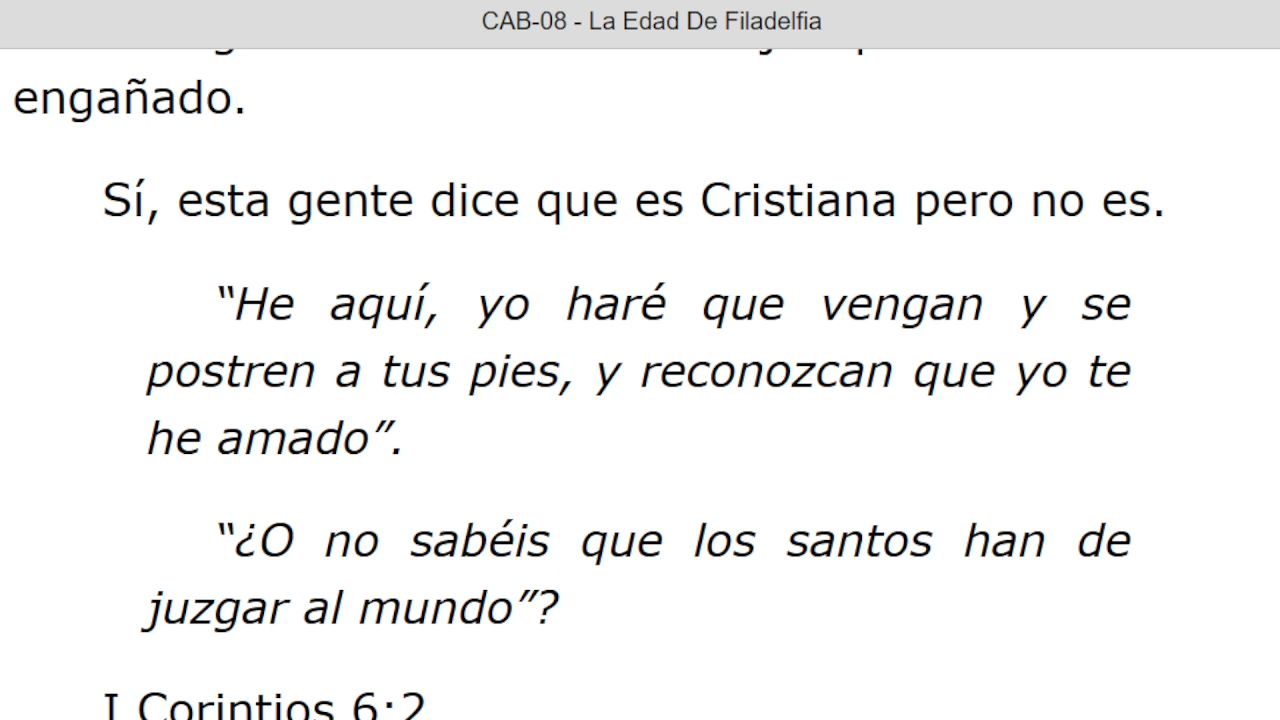 CAB-08 - La Edad De Filadelfia
engañado.
Sí, esta gente dice que es Cristiana pero no es.
“He aquí, yo haré que vengan y se
postren a tus pies, y reconozcan que yo te
he amado”.
“¿O no sabéis que los santos han de
juzgar al mundo”?
I Corintios 6:2